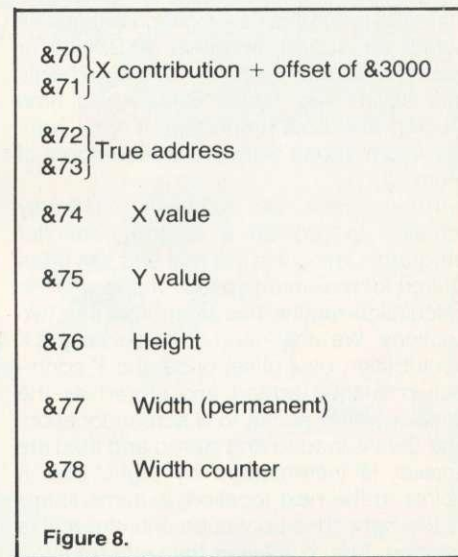 &70
X contribution + offset of &3000
&71
&72
True address
&73
&74 X value
&75 Y value
&76 Height
&77 Width (permanent)
&78 Width counter
Figure 8.